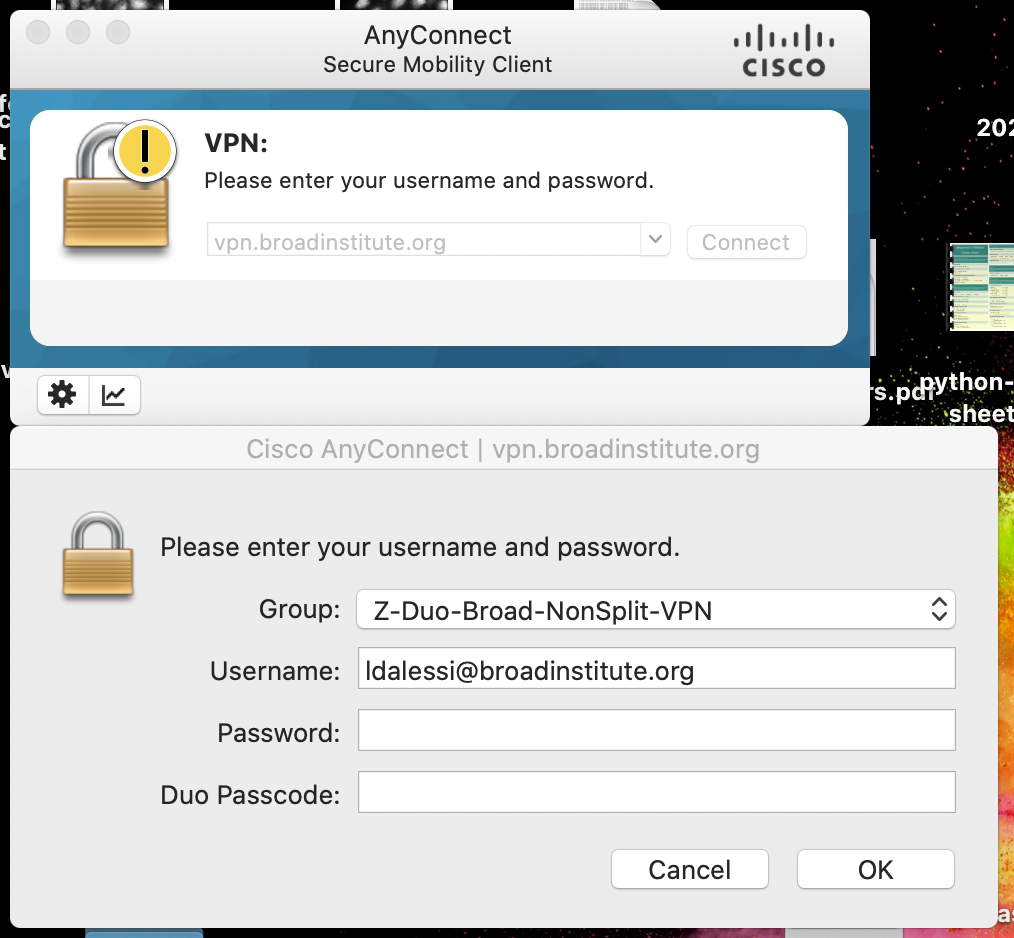 AnyConnect
Secure Mobility Client
CISCO
202
VPN:
Please enter your username and password.
vpn.broadinstitute.org
Connect
rs.pdf
python-
sheet
Cisco AnyConnect | vpn.broadinstitute.org
Please enter your username and password.
Group: Z-Duo-Broad-NonSplit-VPN
Username: ldalessi@broadinstitute.org
Password:
Duo Passcode:
Cancel
OK